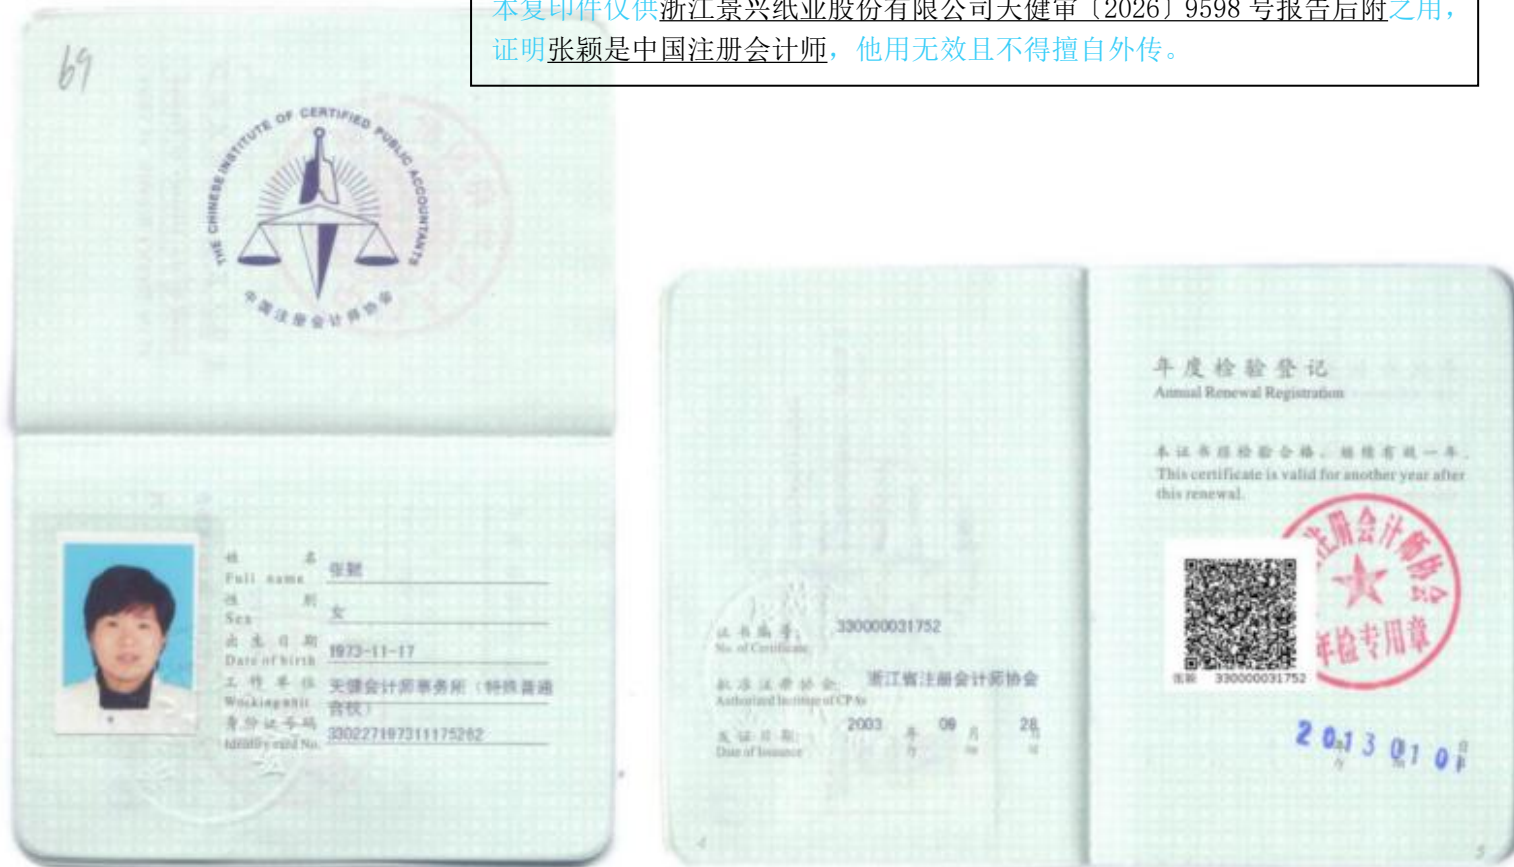 本复印件仅供浙江景兴纸业股份有限公司天健审〔2026〕9598 号报告后附之用，
证明张颖是中国注册会计师，他用无效且不得擅自外传。
69
THE CHINESE INSTITUTE OF CERTIFIED PUBLIC ACCOUNTANTS
中国注册会计师协会
姓 名 张颖
Full name
性 别 女
Sex
出生日期 1973-11-17
Date of birth
工作单位 天健会计师事务所（特殊普通
Working unit 合伙）
身份证号码 330227197311175262
Identity card No.
证书编号: 330000031752
No. of Certificate
批准注册协会: 浙江省注册会计师协会
Authorized Institute of CPAs
发证日期: 2003 年 09 月 28 日
Date of Issuance
4
年度检验登记
Annual Renewal Registration
本证书经检验合格，继续有效一年。
This certificate is valid for another year after
this renewal.
注册会计师协会
年检专用章
张颖 330000031752
5